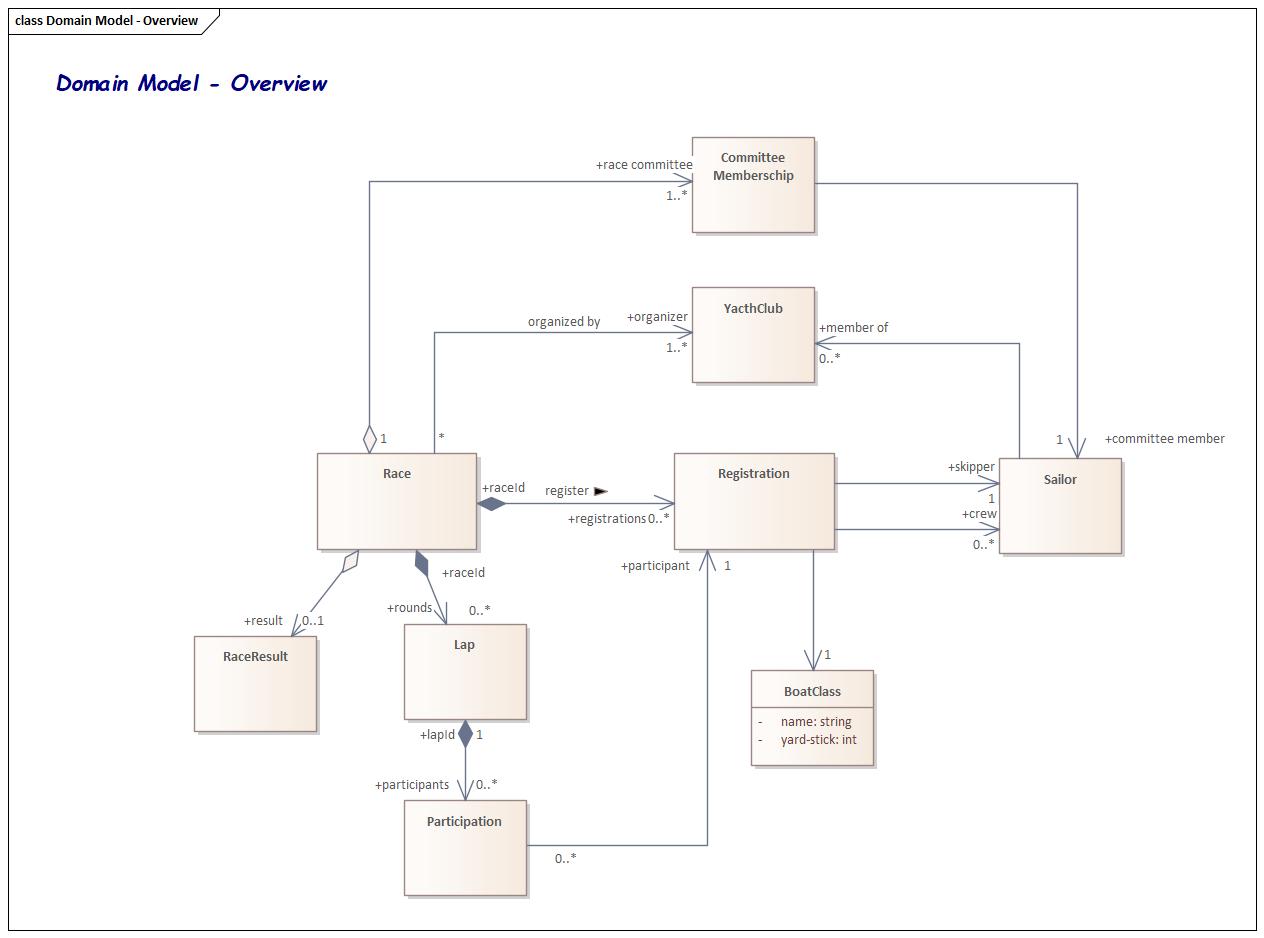 class Domain Model - Overview
Domain Model - Overview
Committee
Memberschip
+race committee
1..*
YacthClub
organized by
+organizer
1..*
+member of
0..*
1
*
1
+committee member
Race
+raceId
register
+registrations 0..*
Registration
+skipper
1
+crew
0..*
Sailor
+participant
1
+raceId
+result
0..1
+rounds
0..*
RaceResult
Lap
1
BoatClass
- name: string
- yard-stick: int
+lapId
1
+participants
0..*
Participation
0..*